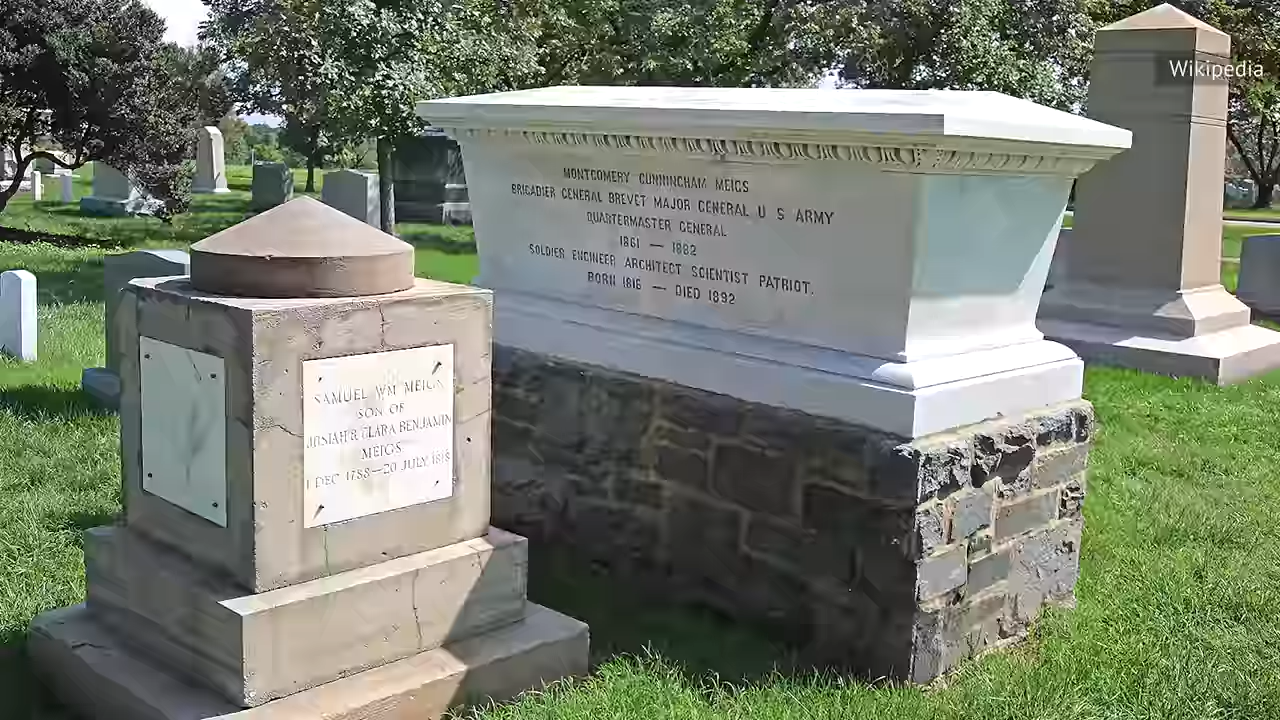 Wikipedia
MONTGOMERY CUNNINGHAM MEIGS
BRIGADIER GENERAL BREVET MAJOR GENERAL U S ARMY
QUARTERMASTER GENERAL
1861 — 1882
SOLDIER ENGINEER ARCHITECT SCIENTIST PATRIOT.
BORN 1816 — DIED 1892
SAMUEL WM MEIGS
SON OF
JOSIAH & CLARA BENJAMIN
MEIGS
1 DEC 1788—20 JULY 1818